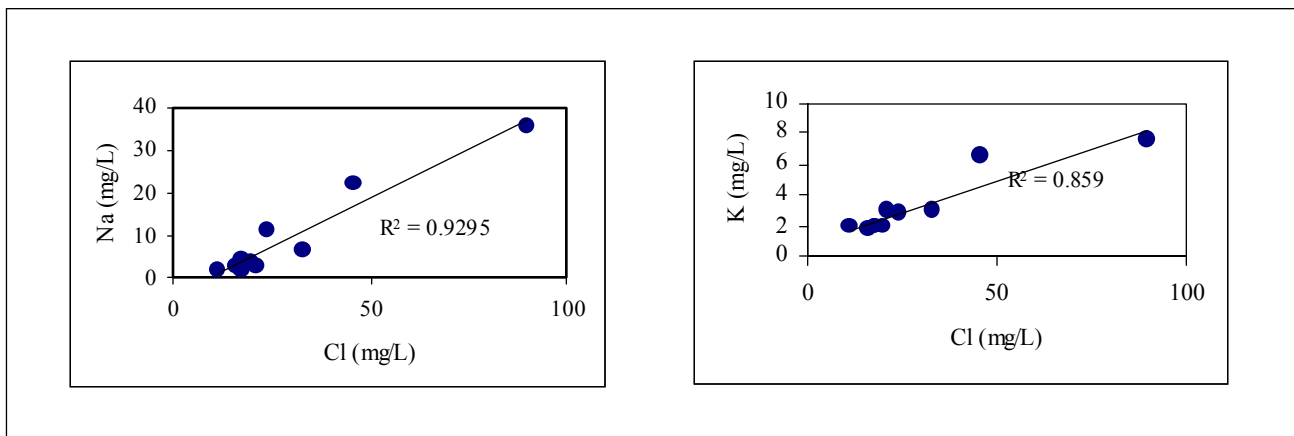 40
30
20
10
0
Na (mg/L)
R² = 0.9295
0 50 100
Cl (mg/L)
10
8
6
4
2
0
K (mg/L)
R² = 0.859
0 50 100
Cl (mg/L)